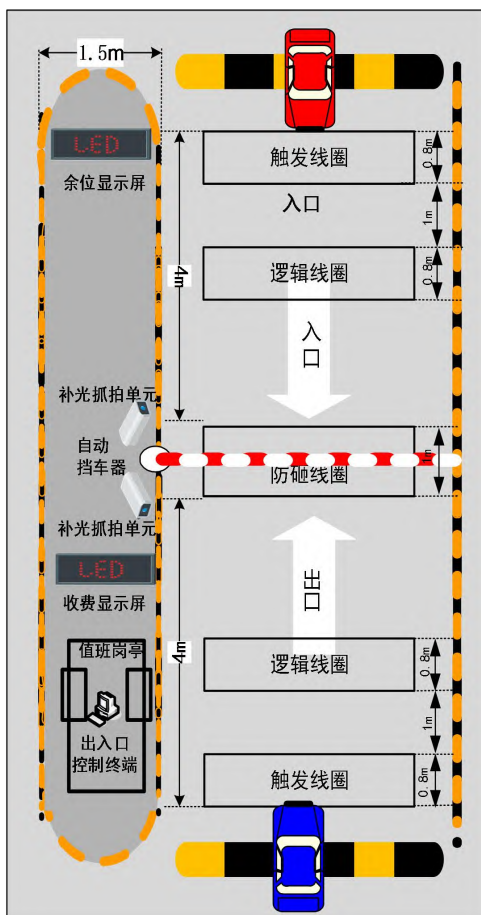 1.5m
LED
余位显示屏
触发线圈
0.8m
入口
1m
逻辑线圈
0.8m
4m
入
口
补光抓拍单元
自动
挡车器
防砸线圈
1m
补光抓拍单元
LED
收费显示屏
出口
4m
值班岗亭
逻辑线圈
0.8m
1m
出入口
控制终端
触发线圈
0.8m